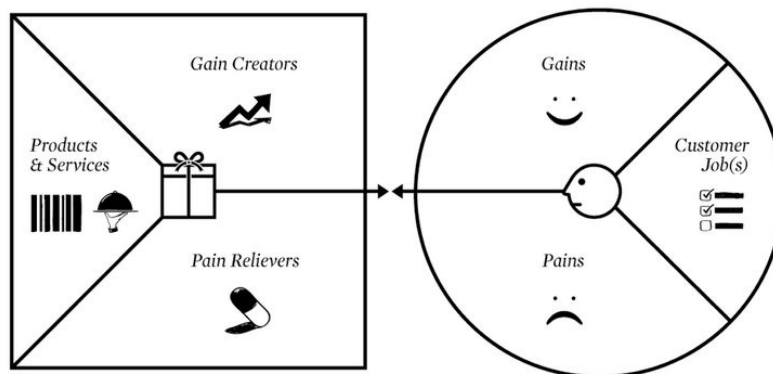 Gain Creators
Gains
Products
& Services
Customer
Job(s)
Pain Relievers
Pains